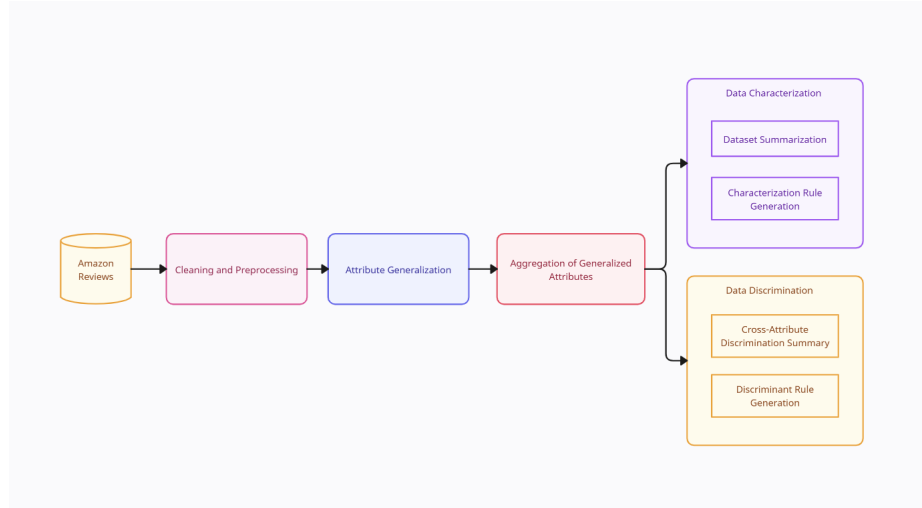 Amazon
Reviews
Cleaning and Preprocessing
Attribute Generalization
Aggregation of Generalized
Attributes
Data Characterization
Dataset Summarization
Characterization Rule
Generation
Data Discrimination
Cross-Attribute
Discrimination Summary
Discriminant Rule
Generation